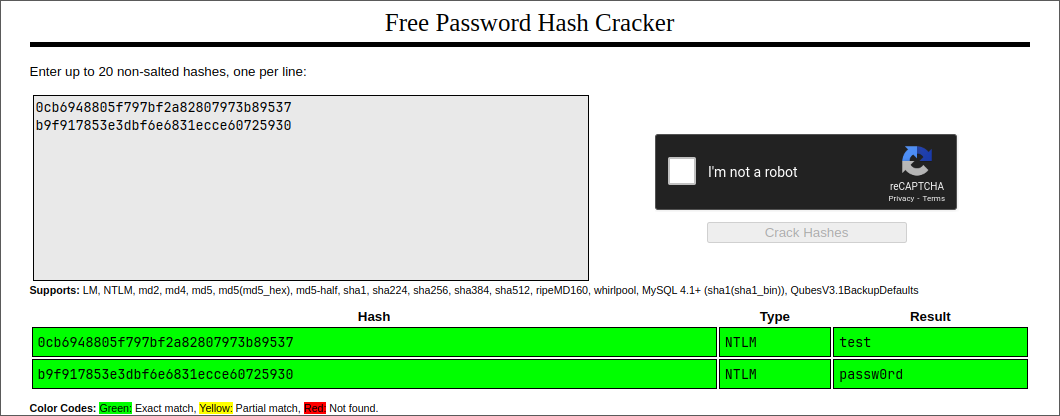 Free Password Hash Cracker
Enter up to 20 non-salted hashes, one per line:
0cb6948805f797bf2a82807973b89537
b9f917853e3dbf6e6831ecce60725930
I'm not a robot
reCAPTCHA
Privacy - Terms
Crack Hashes
Supports: LM, NTLM, md2, md4, md5, md5(md5_hex), md5-half, sha1, sha224, sha256, sha384, sha512, ripeMD160, whirlpool, MySQL 4.1+ (sha1(sha1_bin)), QubesV3.1BackupDefaults
Hash Type Result
0cb6948805f797bf2a82807973b89537 NTLM test
b9f917853e3dbf6e6831ecce60725930 NTLM passw0rd
Color Codes: Green: Exact match, Yellow: Partial match, Red: Not found.